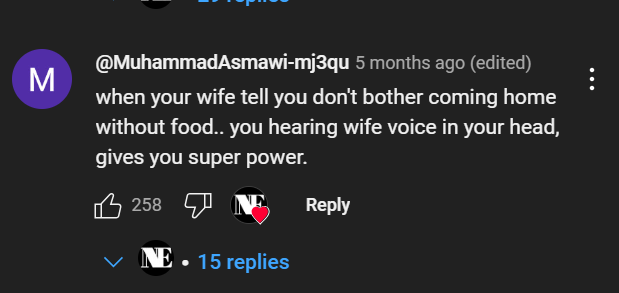 29 replies
@MuhammadAsmawi-mj3qu 5 months ago (edited)
M
when your wife tell you don't bother coming home
without food.. you hearing wife voice in your head,
gives you super power.
258
NE
Reply
NE
15 replies